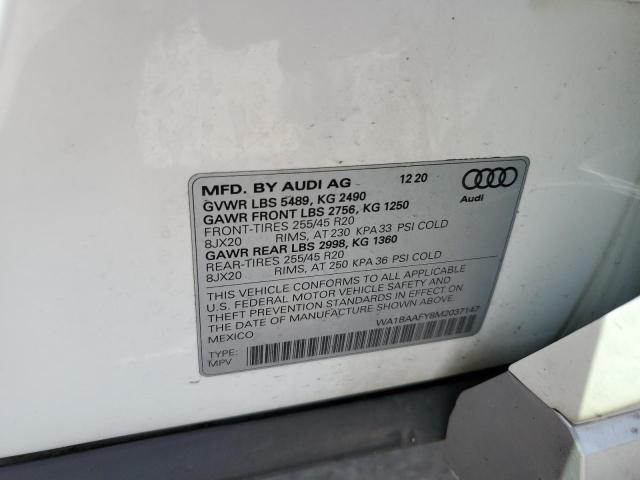 MFD. BY AUDI AG 12 20
GVWR LBS 5489, KG 2490
GAWR FRONT LBS 2756, KG 1250
FRONT-TIRES 255/45 R20
8JX20 RIMS, AT 230 KPA 33 PSI COLD
GAWR REAR LBS 2998, KG 1360
REAR-TIRES 255/45 R20
8JX20 RIMS, AT 250 KPA 36 PSI COLD
Audi
THIS VEHICLE CONFORMS TO ALL APPLICABLE
U.S. FEDERAL MOTOR VEHICLE SAFETY AND
THEFT PREVENTION STANDARDS IN EFFECT ON
THE DATE OF MANUFACTURE SHOWN ABOVE.
MEXICO
WA1BAAFY8M2037147
TYPE:
MPV